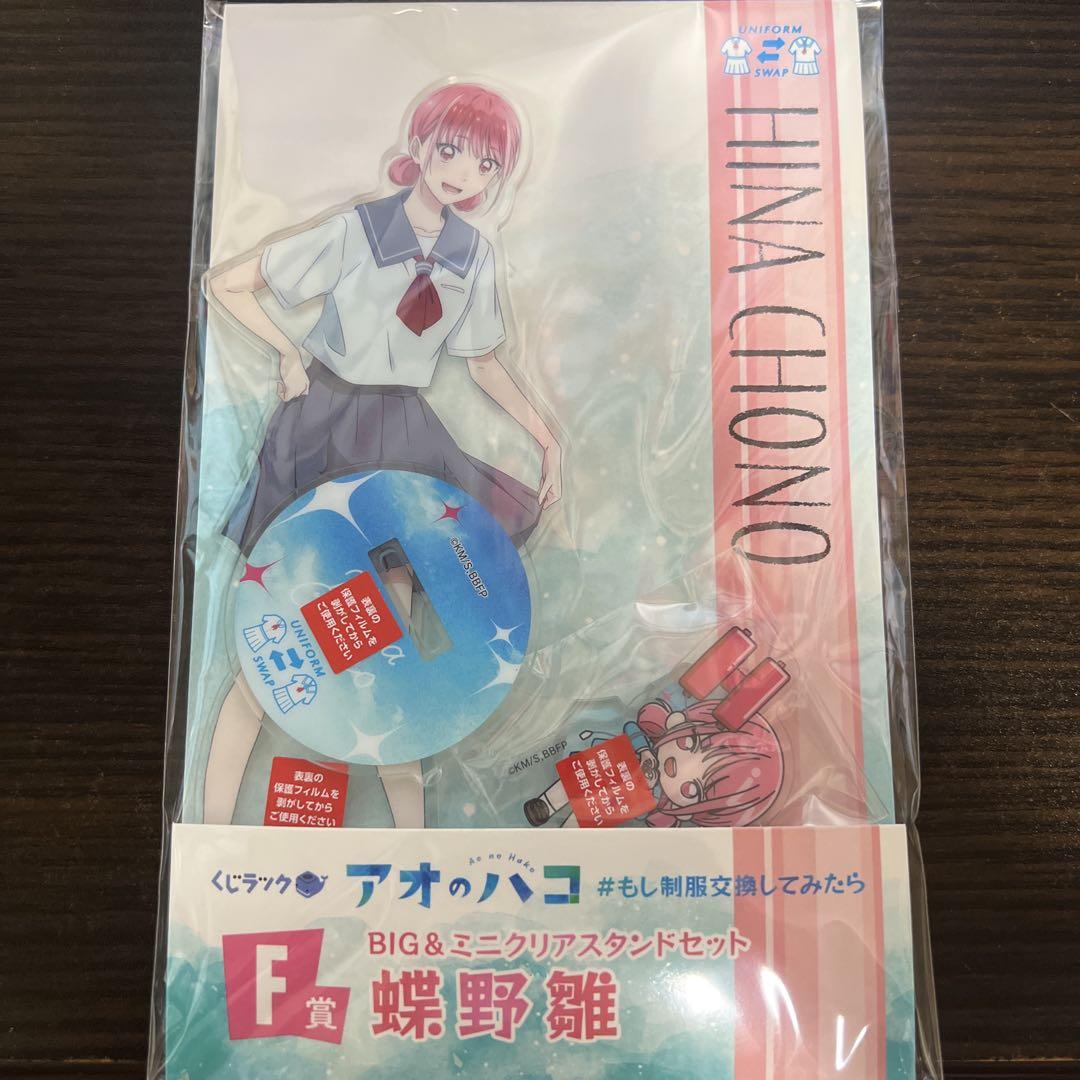 UNIFORM
SWAP
HINA CHONO
©KM/S,BBFP
表裏の
保護フィルムを
剥がしてから
ご使用ください
UNIFORM
SWAP
©KM/S,BBFP
表裏の
保護フィルムを
剥がしてから
ご使用ください
表裏の
保護フィルムを
剥がしてから
ご使用ください
くじラック
Ao no Hako
アオのハコ #もし制服交換してみたら
F賞
BIG&ミニクリアスタンドセット
蝶野雛